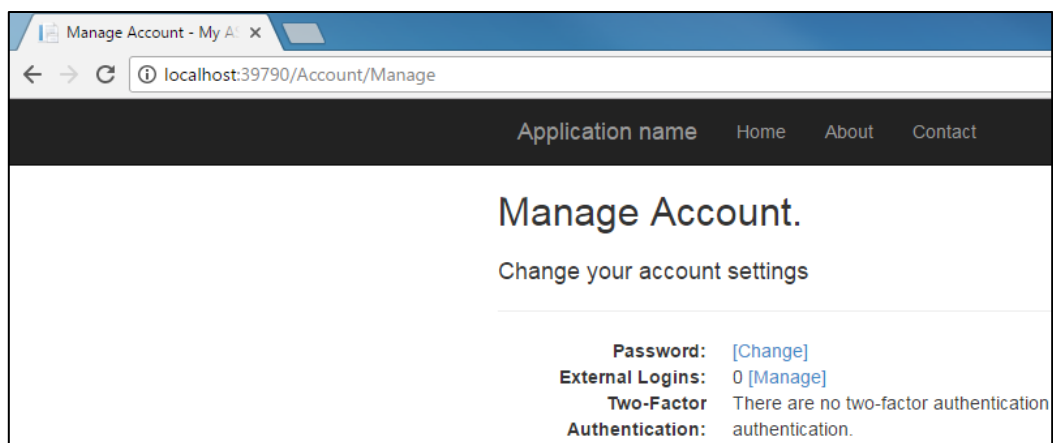 Manage Account - My AS
localhost:39790/Account/Manage
Application name Home About Contact
Manage Account.
Change your account settings
Password: [Change]
External Logins: 0 [Manage]
Two-Factor There are no two-factor authentication
Authentication: authentication.